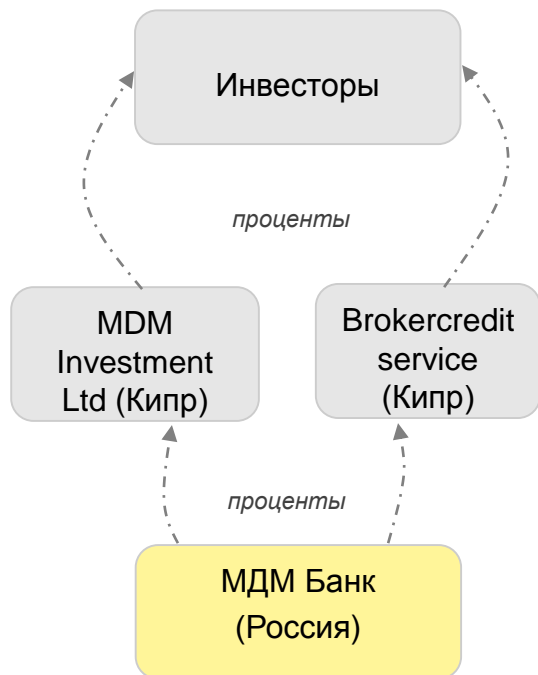 Инвесторы
проценты
MDM
Investment
Ltd (Кипр)
Brokercredit
service
(Кипр)
проценты
МДМ Банк
(Россия)